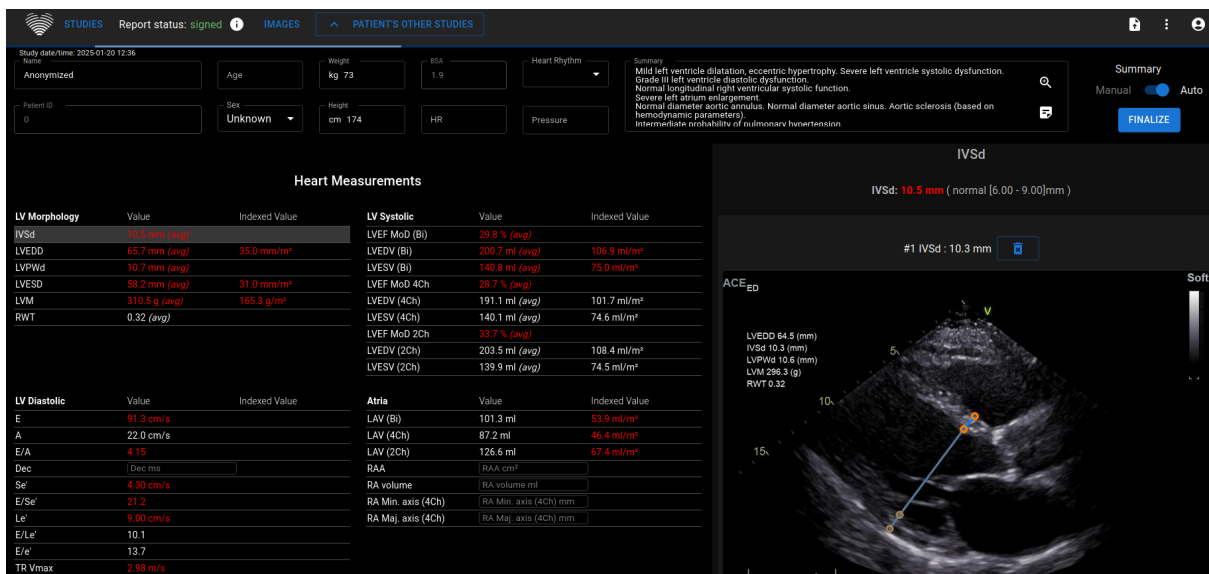 STUDIES Report status: signed i IMAGES PATIENT'S OTHER STUDIES
Study date/time: 2025-01-20 12:36
Name
Anonymized
Age
Weight
kg 73
BSA
1.9
Heart Rhythm
Patient ID
0
Sex
Unknown
Height
cm 174
HR
Pressure
Summary
Mild left ventricle dilatation, eccentric hypertrophy. Severe left ventricle systolic dysfunction.
Grade III left ventricle diastolic dysfunction.
Normal longitudinal right ventricular systolic function.
Severe left atrium enlargement.
Normal diameter aortic annulus. Normal diameter aortic sinus. Aortic sclerosis (based on
hemodynamic parameters).
Intermediate probability of pulmonary hypertension
Summary
Manual Auto
FINALIZE
Heart Measurements
LV Morphology Value Indexed Value
IVSd 10.5 mm (avg)
LVEDD 65.7 mm (avg) 35.0 mm/m²
LVPWd 10.7 mm (avg)
LVESD 58.2 mm (avg) 31.0 mm/m²
LVM 310.5 g (avg) 165.3 g/m²
RWT 0.32 (avg)
LV Systolic Value Indexed Value
LVEF MoD (Bi) 29.8 % (avg)
LVEDV (Bi) 200.7 ml (avg) 106.9 ml/m²
LVESV (Bi) 140.8 ml (avg) 75.0 ml/m²
LVEF MoD 4Ch 28.7 % (avg)
LVEDV (4Ch) 191.1 ml (avg) 101.7 ml/m²
LVESV (4Ch) 140.1 ml (avg) 74.6 ml/m²
LVEF MoD 2Ch 33.7 % (avg)
LVEDV (2Ch) 203.5 ml (avg) 108.4 ml/m²
LVESV (2Ch) 139.9 ml (avg) 74.5 ml/m²
LV Diastolic Value Indexed Value
E 91.3 cm/s
A 22.0 cm/s
E/A 4.15
Dec Dec ms
Se' 4.30 cm/s
E/Se' 21.2
Le' 9.00 cm/s
E/Le' 10.1
E/e' 13.7
TR Vmax 2.98 m/s
Atria Value Indexed Value
LAV (Bi) 101.3 ml 53.9 ml/m²
LAV (4Ch) 87.2 ml 46.4 ml/m²
LAV (2Ch) 126.6 ml 67.4 ml/m²
RAA RAA cm²
RA volume RA volume ml
RA Min. axis (4Ch) RA Min. axis (4Ch) mm
RA Maj. axis (4Ch) RA Maj. axis (4Ch) mm
IVSd
IVSd: 10.5 mm ( normal [6.00 - 9.00]mm )
#1 IVSd : 10.3 mm
ACE ED
Soft
V
LVEDD 64.5 (mm)
IVSd 10.3 (mm)
LVPWd 10.6 (mm)
LVM 296.3 (g)
RWT 0.32
5
10
15